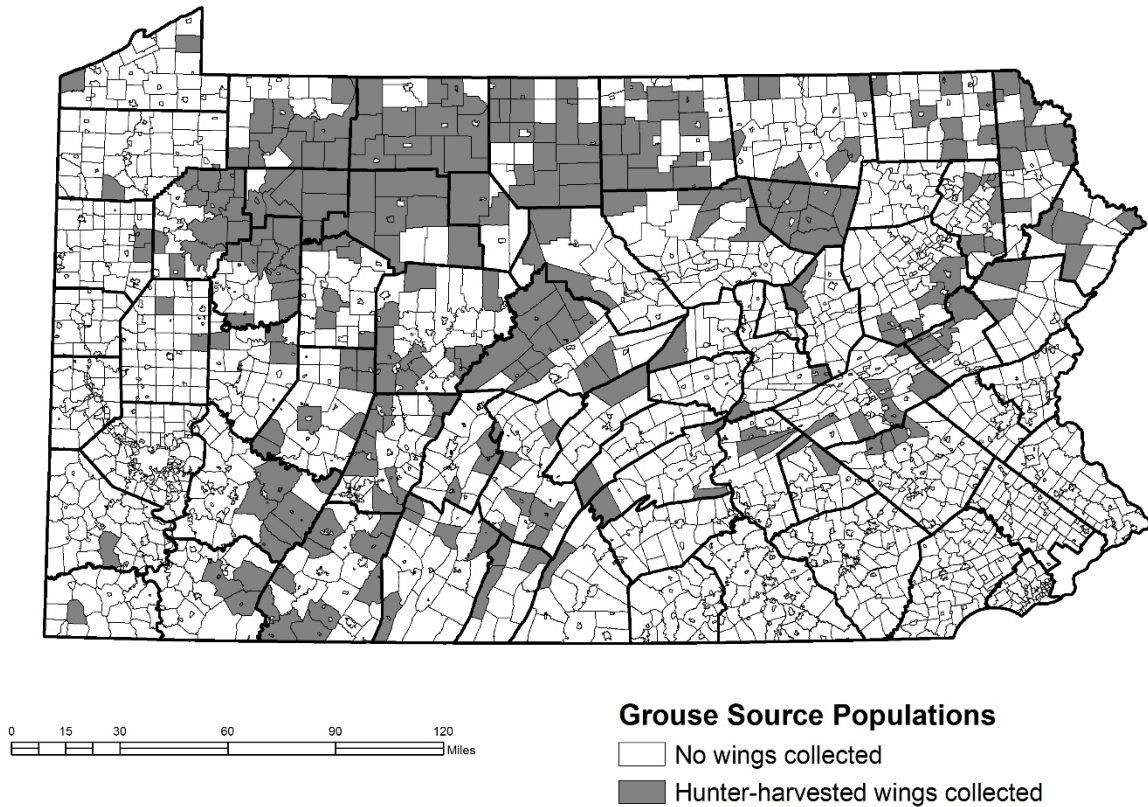 0 15 30 60 90 120
Miles
Grouse Source Populations
No wings collected
Hunter-harvested wings collected